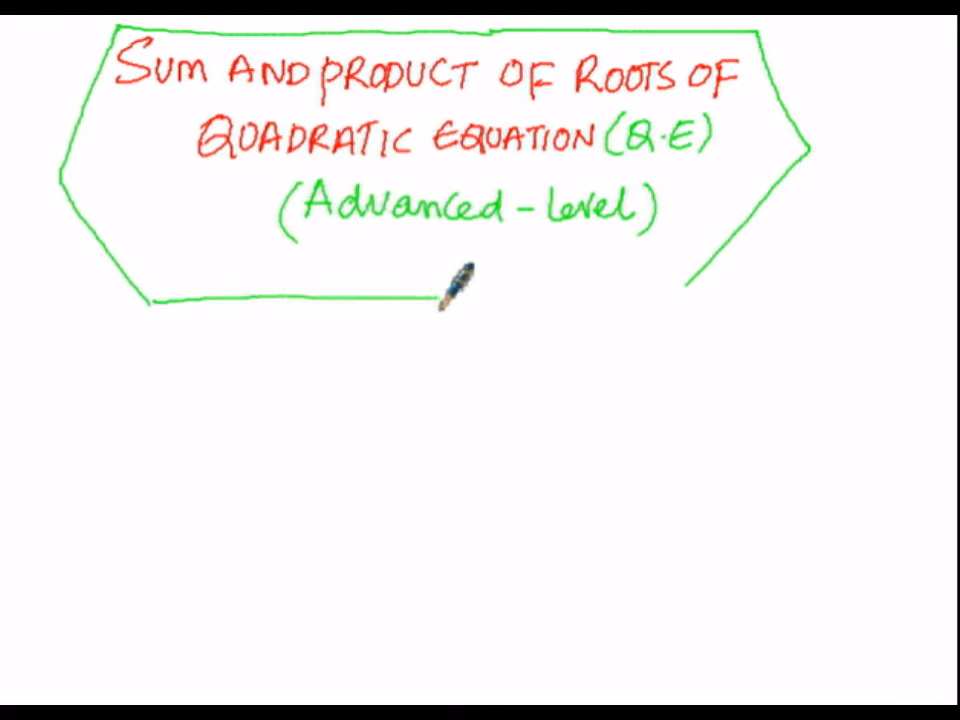 SUM AND PRODUCT OF ROOTS OF
QUADRATIC EQUATION (Q.E)
(Advanced-Level)